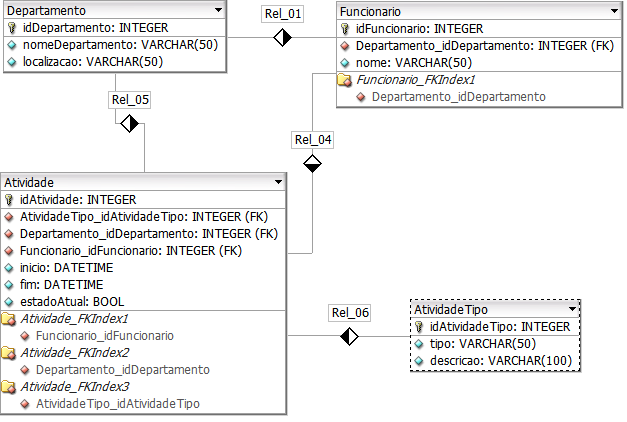 Departamento
idDepartamento: INTEGER
nomeDepartamento: VARCHAR(50)
localizacao: VARCHAR(50)
Rel_01
Funcionario
idFuncionario: INTEGER
Departamento_idDepartamento: INTEGER (FK)
nome: VARCHAR(50)
Funcionario_FKIndex1
Departamento_idDepartamento
Rel_05
Rel_04
Atividade
idAtividade: INTEGER
AtividadeTipo_idAtividadeTipo: INTEGER (FK)
Departamento_idDepartamento: INTEGER (FK)
Funcionario_idFuncionario: INTEGER (FK)
inicio: DATETIME
fim: DATETIME
estadoAtual: BOOL
Atividade_FKIndex1
Funcionario_idFuncionario
Atividade_FKIndex2
Departamento_idDepartamento
Atividade_FKIndex3
AtividadeTipo_idAtividadeTipo
Rel_06
AtividadeTipo
idAtividadeTipo: INTEGER
tipo: VARCHAR(50)
descricao: VARCHAR(100)